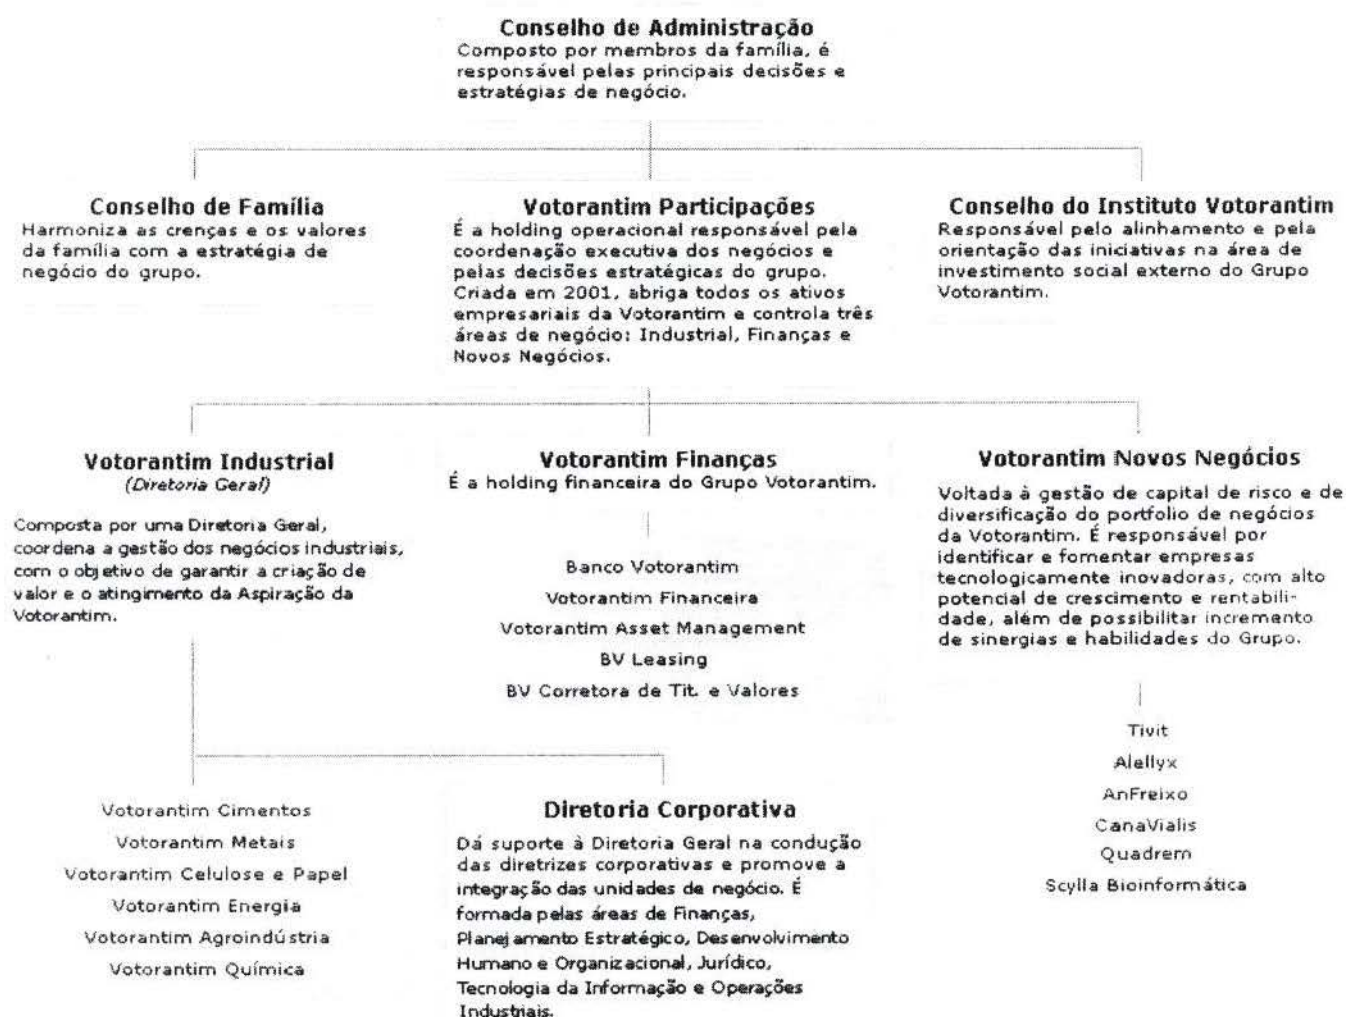 Conselho de Administração
Composto por membros da família, é
responsável pelas principais decisões e
estratégias de negócio.
Conselho de Família
Harmoniza as crenças e os valores
da família com a estratégia de
negócio do grupo.
Votorantim Participações
É a holding operacional responsável pela
coordenação executiva dos negócios e
pelas decisões estratégicas do grupo.
Criada em 2001, abriga todos os ativos
empresariais da Votorantim e controla três
áreas de negócio: Industrial, Finanças e
Novos Negócios.
Conselho do Instituto Votorantim
Responsável pelo alinhamento e pela
orientação das iniciativas na área de
investimento social externo do Grupo
Votorantim.
Votorantim Industrial
(Diretoria Geral)
Composta por uma Diretoria Geral,
coordena a gestão dos negócios industriais,
com o objetivo de garantir a criação de
valor e o atingimento da Aspiração da
Votorantim.
Votorantim Finanças
É a holding financeira do Grupo Votorantim.
Banco Votorantim
Votorantim Financeira
Votorantim Asset Management
BV Leasing
BV Corretora de Tit. e Valores
Votorantim Novos Negócios
Voltada à gestão de capital de risco e de
diversificação do portfolio de negócios
da Votorantim. É responsável por
identificar e fomentar empresas
tecnologicamente inovadoras, com alto
potencial de crescimento e rentabili-
dade, além de possibilitar incremento
de sinergias e habilidades do Grupo.
Tivit
Alellyx
AnFreixo
CanaVialis
Quadrem
Scylla Bioinformática
Votorantim Cimentos
Votorantim Metais
Votorantim Celulose e Papel
Votorantim Energia
Votorantim Agroindústria
Votorantim Química
Diretoria Corporativa
Dá suporte à Diretoria Geral na condução
das diretrizes corporativas e promove a
integração das unidades de negócio. É
formada pelas áreas de Finanças,
Planejamento Estratégico, Desenvolvimento
Humano e Organizacional, Jurídico,
Tecnologia da Informação e Operações
Industriais.